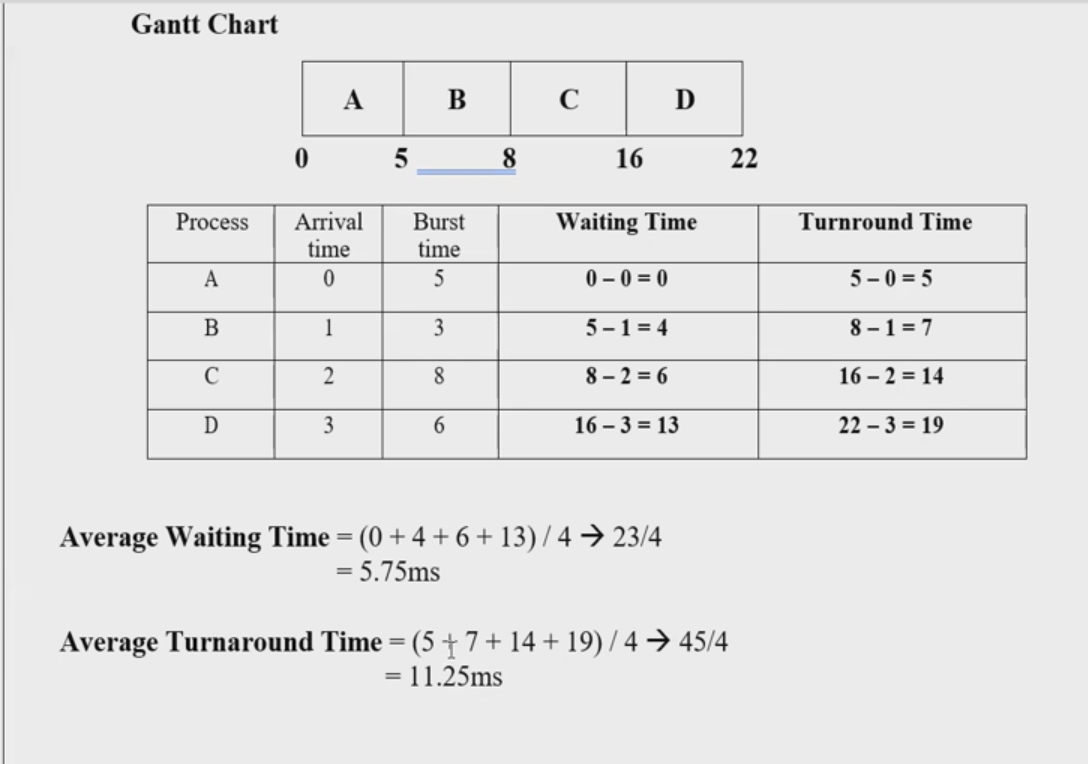 Gantt Chart
A B C D
0 5 8 16 22
Process Arrival time Burst time Waiting Time Turnround Time
A 0 5 0 – 0 = 0 5 – 0 = 5
B 1 3 5 – 1 = 4 8 – 1 = 7
C 2 8 8 – 2 = 6 16 – 2 = 14
D 3 6 16 – 3 = 13 22 – 3 = 19
Average Waiting Time = (0 + 4 + 6 + 13) / 4 → 23/4
= 5.75ms
Average Turnaround Time = (5 + 7 + 14 + 19) / 4 → 45/4
= 11.25ms